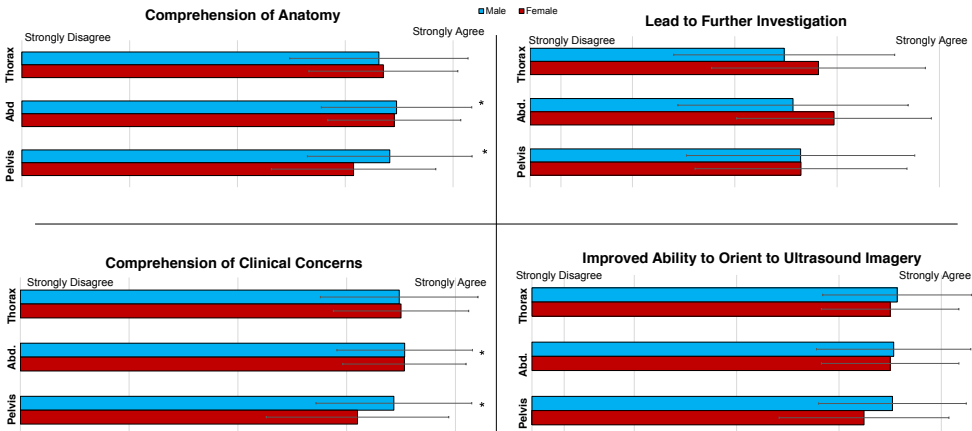 Comprehension of Anatomy
Male Female
Lead to Further Investigation
Strongly Disagree Strongly Agree
Thorax
Abd *
Pelvis *
Strongly Disagree Strongly Agree
Thorax
Abd.
Pelvis
Comprehension of Clinical Concerns
Strongly Disagree Strongly Agree
Thorax
Abd. *
Pelvis *
Improved Ability to Orient to Ultrasound Imagery
Strongly Disagree Strongly Agree
Thorax
Abd.
Pelvis